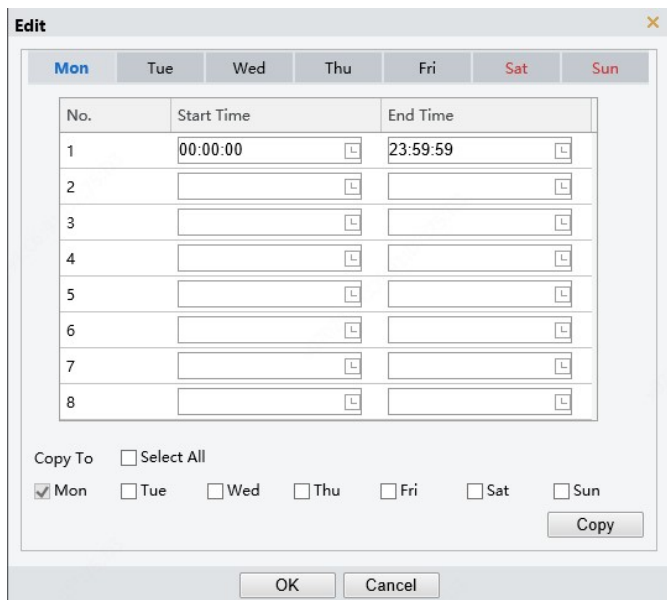 Edit
Mon Tue Wed Thu Fri Sat Sun
No. Start Time End Time
1 00:00:00 23:59:59
2
3
4
5
6
7
8
Copy To Select All
Mon Tue Wed Thu Fri Sat Sun
Copy
OK Cancel